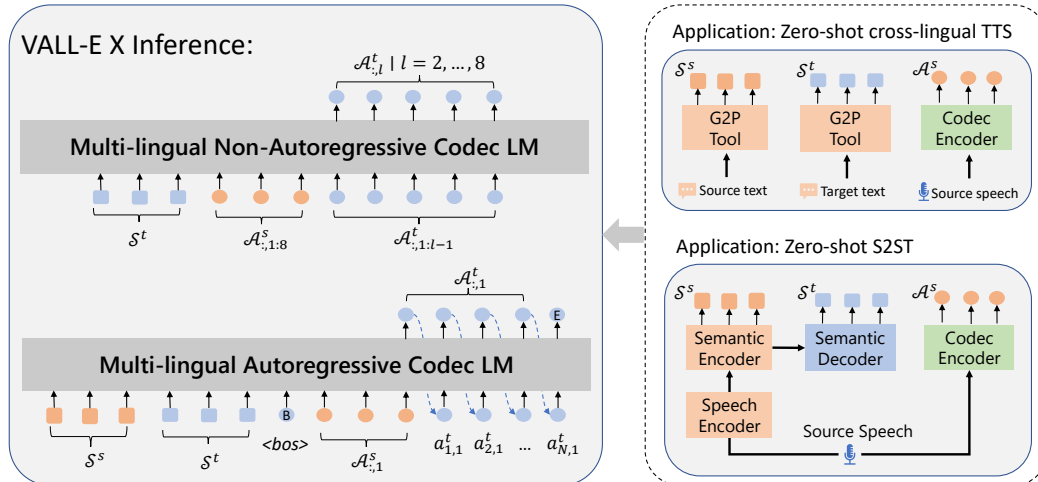 VALL-E X Inference:
𝒜ᵗ:,l | l = 2, …, 8
Multi-lingual Non-Autoregressive Codec LM
𝒮ᵗ
𝒜ˢ:,1:8
𝒜ᵗ:,1:l−1
𝒜ᵗ:,1
E
Multi-lingual Autoregressive Codec LM
B
𝒮ˢ
𝒮ᵗ
<bos>
𝒜ˢ:,1
aᵗ1,1 aᵗ2,1 … aᵗN,1
Application: Zero-shot cross-lingual TTS
𝒮ˢ 𝒮ᵗ 𝒜ˢ
G2P
Tool
G2P
Tool
Codec
Encoder
Source text
Target text
Source speech
Application: Zero-shot S2ST
𝒮ˢ 𝒮ᵗ 𝒜ˢ
Semantic
Encoder
Semantic
Decoder
Codec
Encoder
Speech
Encoder
Source Speech